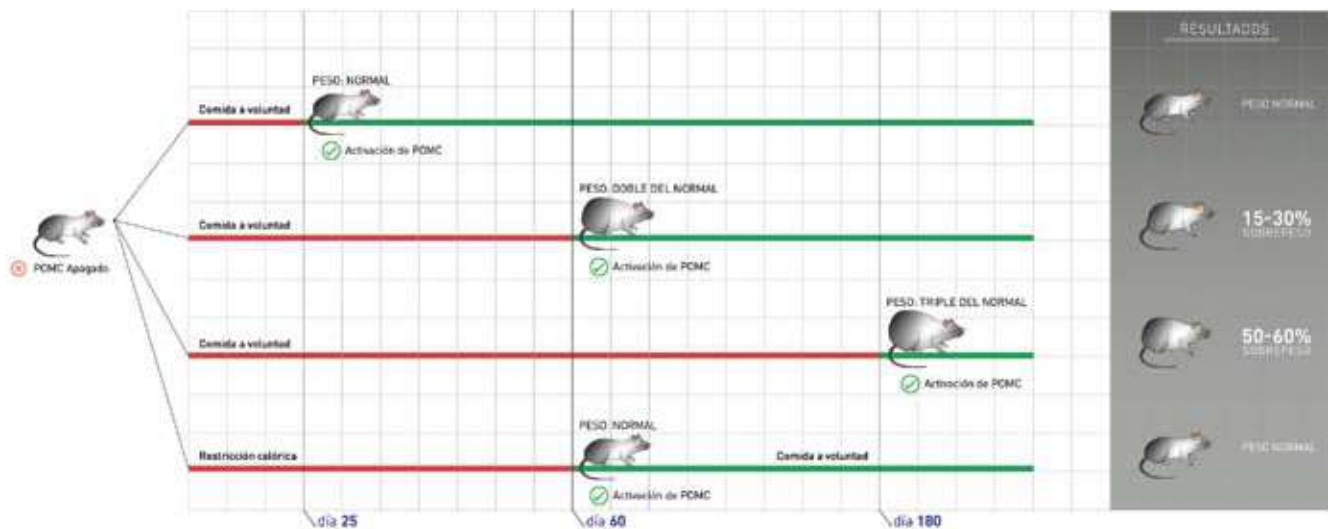 RESULTADOS
PESO: NORMAL
Comida a voluntad
Activación de POMC
PESO NORMAL
PESO: DOBLE DEL NORMAL
Comida a voluntad
Activación de POMC
15-30%
SOBREPESO
POMC Apagado
PESO: TRIPLE DEL NORMAL
Comida a voluntad
Activación de POMC
50-60%
SOBREPESO
PESO: NORMAL
Restricción calórica
Comida a voluntad
Activación de POMC
PESO NORMAL
día 25
día 60
día 180